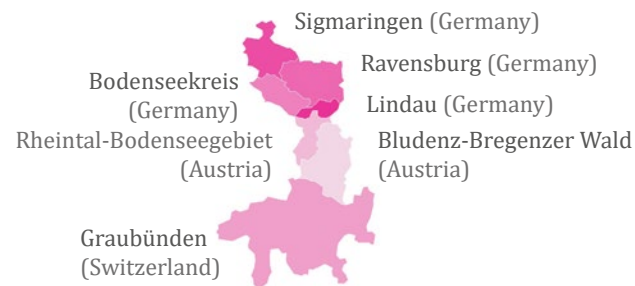 Sigmaringen (Germany)
Ravensburg (Germany)
Bodenseekreis
(Germany)
Lindau (Germany)
Rheintal-Bodenseegebiet
(Austria)
Bludenz-Bregenzer Wald
(Austria)
Graubünden
(Switzerland)